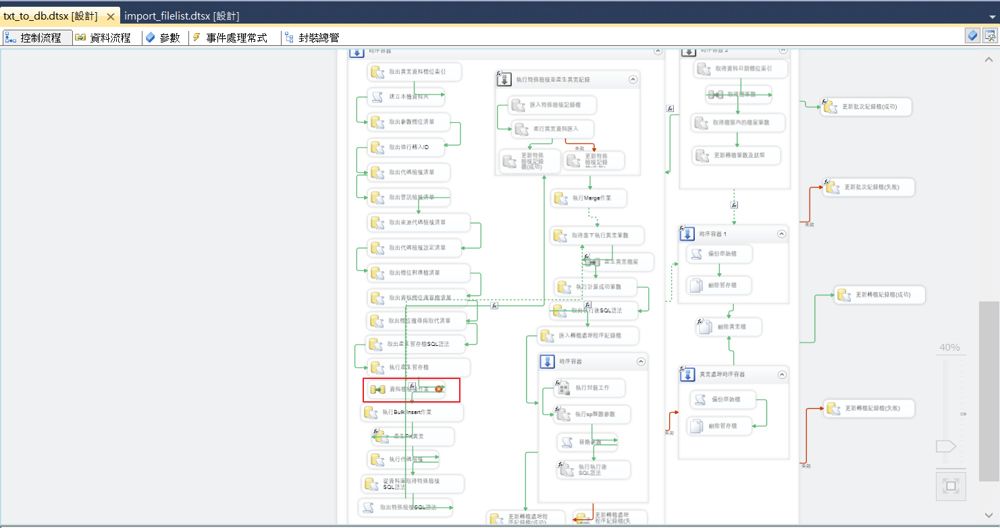 txt_to_db.dtsx [設計]
import_filelist.dtsx [設計]
控制流程
資料流程
參數
事件處理常式
封裝總管
時序容器
取出異常資料欄位索引
建立本機資料夾
取出參數欄位清單
取出逐行轉入ID
取出代碼檢核清單
取出警訊檢核清單
取出來源代碼檢核清單
取出代碼檢核設定清單
取出欄位對應檔清單
取出資料欄位運算檔清單
取出欄位搜尋與取代清單
取出產生暫存檔SQL語法
執行產生暫存檔
資料檔檢核作業
執行Bulk Insert作業
產生PK異常
執行代碼檢核
從資料庫取得特殊檢核
SQL語法
取出特殊檢核SQL語法
執行特殊檢核並產生異常記錄
匯入特殊檢核記錄檔
進行異常資料匯入
失敗
更新特殊
檢核記錄
檔(成功)
更新特殊
檢核記錄
執行Merge作業
取得當下執行異常筆數
產生異常檔案
執行計算成功筆數
取出執行後SQL語法
匯入轉檔處理程序記錄檔
時序容器
執行封裝工作
執行sp帶數參數
替換參數
執行執行後
SQL語法
更新轉檔處理程
序記錄檔(成功)
更新轉檔處理
程序記錄檔(失
時序容器 2
取得資料日期欄位索引
取得總筆數
取得檔案內的檔案筆數
更新轉檔筆數及狀態
時序容器 1
備份原始檔
刪除暫存檔
刪除異常檔
異常處理時序容器
備份原始檔
刪除暫存檔
失敗
更新批次記錄檔(成功)
更新批次記錄檔(失敗)
失敗
更新轉檔記錄檔(成功)
更新轉檔記錄檔(失敗)
失敗
40%